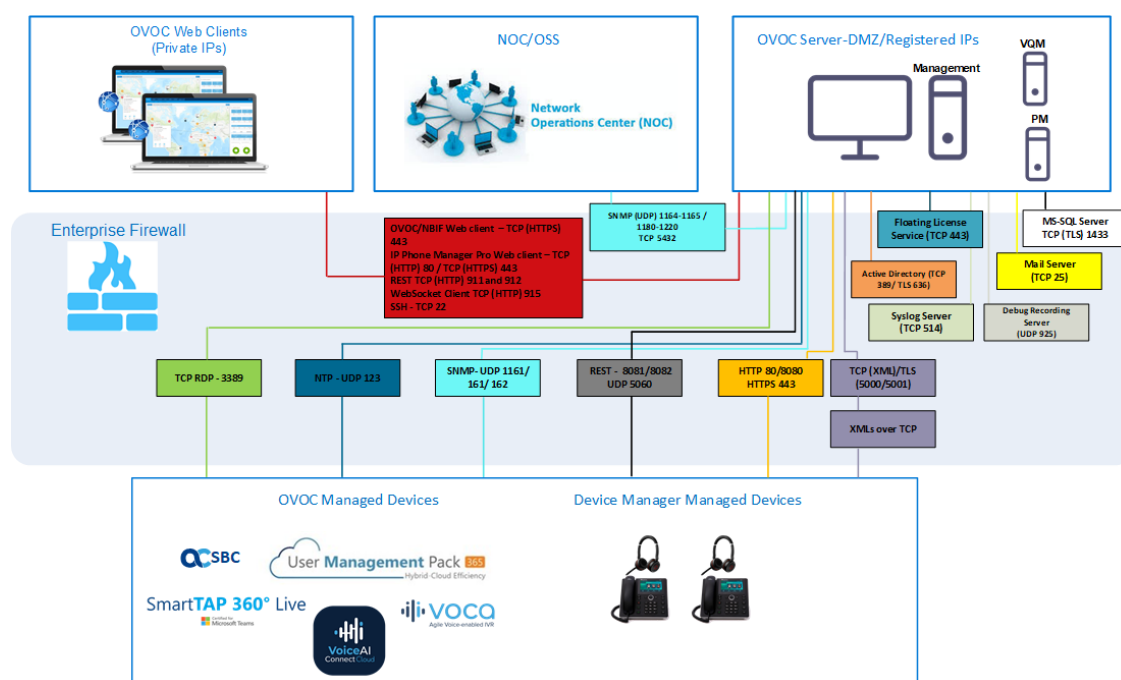 OVOC Web Clients
(Private IPs)
NOC/OSS
Network
Operations Center (NOC)
OVOC Server-DMZ/Registered IPs
Management
VQM
PM
Enterprise Firewall
OVOC/NBIF Web client – TCP (HTTPS)
443
IP Phone Manager Pro Web client – TCP
(HTTP) 80 / TCP (HTTPS) 443
REST TCP (HTTP) 911 and 912
WebSocket Client TCP (HTTP) 915
SSH - TCP 22
SNMP (UDP) 1164-1165 /
1180-1220
TCP 5432
Floating License
Service (TCP 443)
MS-SQL Server
TCP (TLS) 1433
Active Directory (TCP
389/ TLS 636)
Mail Server
(TCP 25)
Syslog Server
(TCP 514)
Debug Recording
Server
(UDP 925)
TCP RDP - 3389
NTP - UDP 123
SNMP- UDP 1161/
161/ 162
REST - 8081/8082
UDP 5060
HTTP 80/8080
HTTPS 443
TCP (XML)/TLS
(5000/5001)
XMLs over TCP
OVOC Managed Devices
Device Manager Managed Devices
ac SBC
User Management Pack 365
Hybrid-Cloud Efficiency
SmartTAP 360° Live
Certified for
Microsoft Teams
VOCA
Agile Voice-enabled IVR
VoiceAI
Connect Cloud